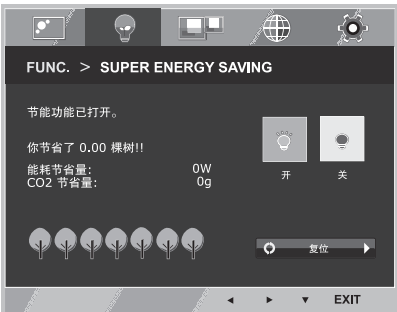 FUNC. > SUPER ENERGY SAVING
节能功能已打开。
你节省了 0.00 棵树!!
能耗节省量: 0W
CO2 节省量: 0g
开 关
复位
EXIT